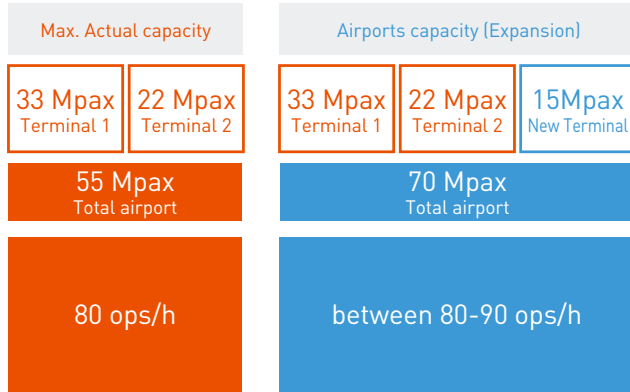 Max. Actual capacity
Airports capacity (Expansion)
33 Mpax
Terminal 1
22 Mpax
Terminal 2
33 Mpax
Terminal 1
22 Mpax
Terminal 2
15Mpax
New Terminal
55 Mpax
Total airport
70 Mpax
Total airport
80 ops/h
between 80-90 ops/h